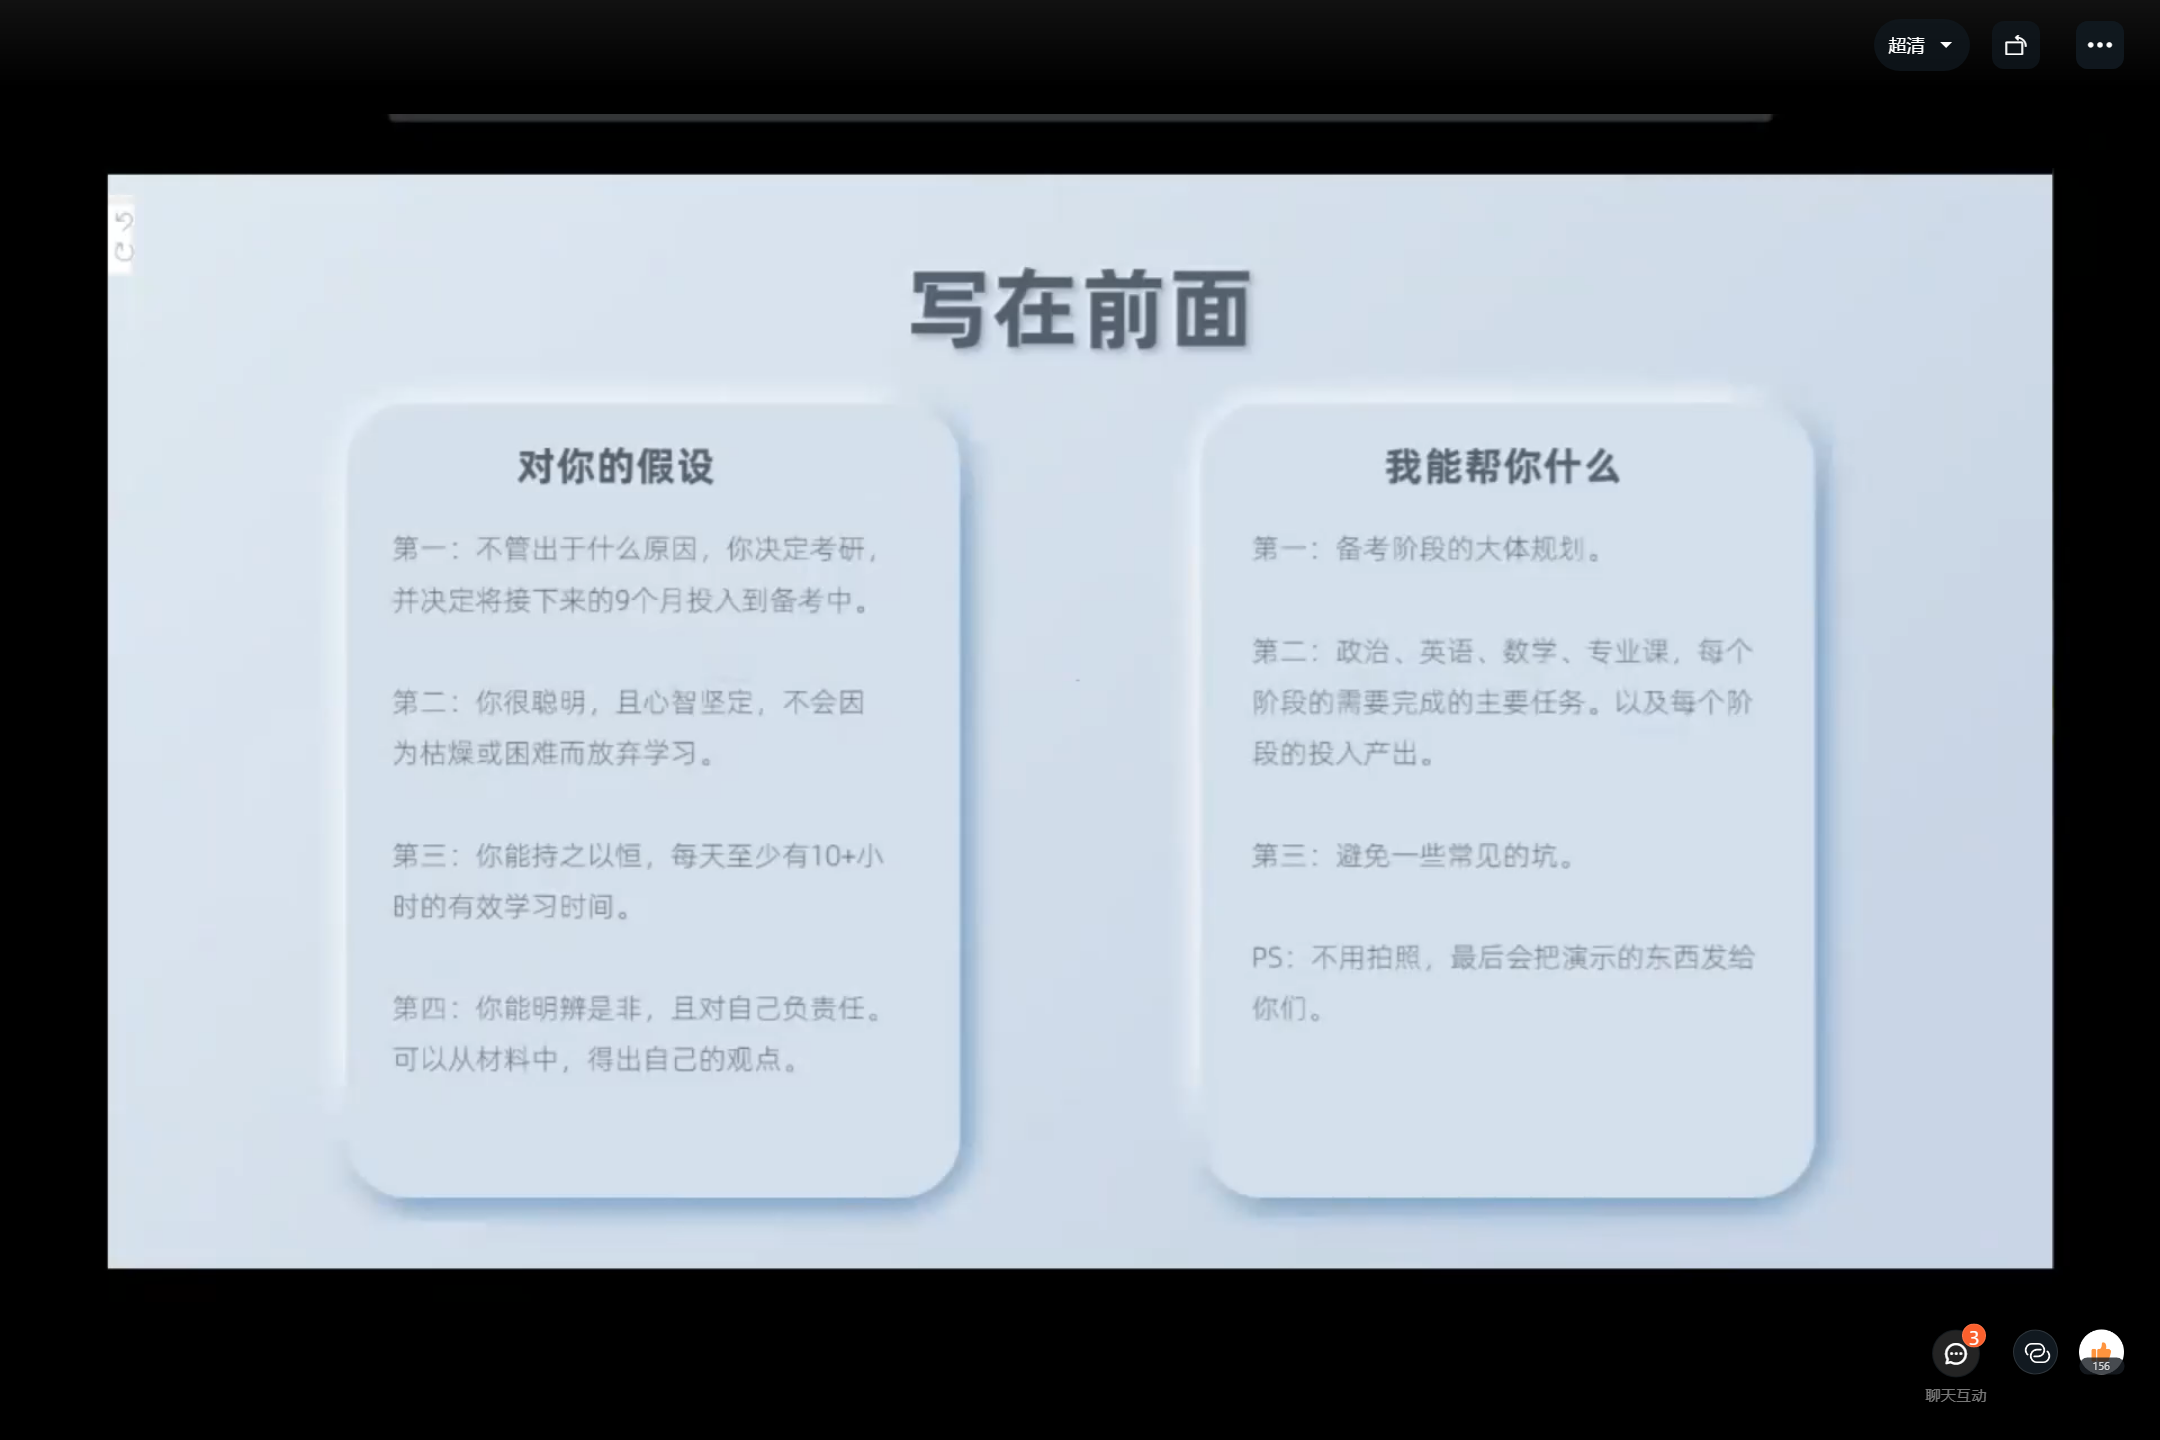 超清
写在前面
对你的假设
第一：不管出于什么原因，你决定考研，
并决定将接下来的9个月投入到备考中。
第二：你很聪明，且心智坚定，不会因
为枯燥或困难而放弃学习。
第三：你能持之以恒，每天至少有10+小
时的有效学习时间。
第四：你能明辨是非，且对自己负责任。
可以从材料中，得出自己的观点。
我能帮你什么
第一：备考阶段的大体规划。
第二：政治、英语、数学、专业课，每个
阶段的需要完成的主要任务。以及每个阶
段的投入产出。
第三：避免一些常见的坑。
PS：不用拍照，最后会把演示的东西发给
你们。
3
156
聊天互动